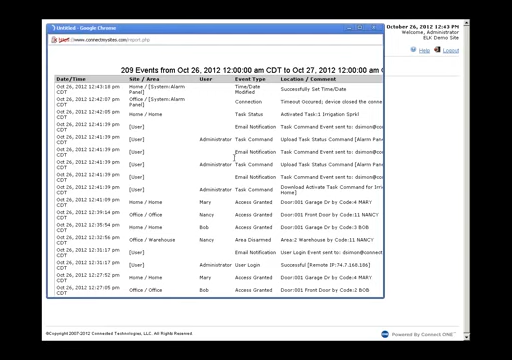 Untitled - Google Chrome
www.connectmysites.com/report.php
October 26, 2012 12:43 PM
Welcome, Administrator
ELK Demo Site
Help Logout
209 Events from Oct 26, 2012 12:00:00 am CDT to Oct 27, 2012 12:00:00 am C
Date/Time Site / Area User Event Type Location / Comment
Oct 26, 2012 12:43:18 pm CDT Home / [System:Alarm Panel] Time/Date Modified Successfully Set Time/Date
Oct 26, 2012 12:42:07 pm CDT Office / [System:Alarm Panel] Connection Timeout Occured; device closed the conne
Oct 26, 2012 12:42:05 pm CDT Home / Home Task Status Activated Task:1 Irrigation Sprkl
Oct 26, 2012 12:41:39 pm CDT [User] Email Notification Task Command Event sent to: dsimon@c
Oct 26, 2012 12:41:39 pm CDT [User] Administrator Task Command Upload Task Status Command [Alarm Pan
Oct 26, 2012 12:41:39 pm CDT [User] Email Notification Task Command Event sent to: dsimon@c
Oct 26, 2012 12:41:39 pm CDT [User] Administrator Task Command Upload Task Status Command [Alarm Pan
Oct 26, 2012 12:41:39 pm CDT [User] Email Notification Task Command Event sent to: dsimon@c
Oct 26, 2012 12:41:39 pm CDT [User] Administrator Task Command Download Activate Task Command for Irri Home]
Oct 26, 2012 12:41:09 pm CDT Home / Home Mary Access Granted Door:001 Garage Dr by Code:4 MARY
Oct 26, 2012 12:39:14 pm CDT Office / Office Nancy Access Granted Door:001 Front Door by Code:11 NANCY
Oct 26, 2012 12:35:54 pm CDT Home / Home Bob Access Granted Door:001 Garage Dr by Code:3 BOB
Oct 26, 2012 12:32:56 pm CDT Office / Warehouse Nancy Area Disarmed Area:2 Warehouse by Code:11 NANCY
Oct 26, 2012 12:31:17 pm CDT [User] Email Notification User Login Event sent to: dsimon@connect
Oct 26, 2012 12:31:17 pm CDT [User] Administrator User Login Successful [Remote IP:74.7.168.186]
Oct 26, 2012 12:27:52 pm CDT Home / Home Mary Access Granted Door:001 Garage Dr by Code:4 MARY
Oct 26, 2012 12:27:05 pm CDT Office / Office Bob Access Granted Door:001 Front Door by Code:2 BOB
©Copyright 2007-2012 Connected Technologies, LLC. All Rights Reserved
Powered By Connect ONE